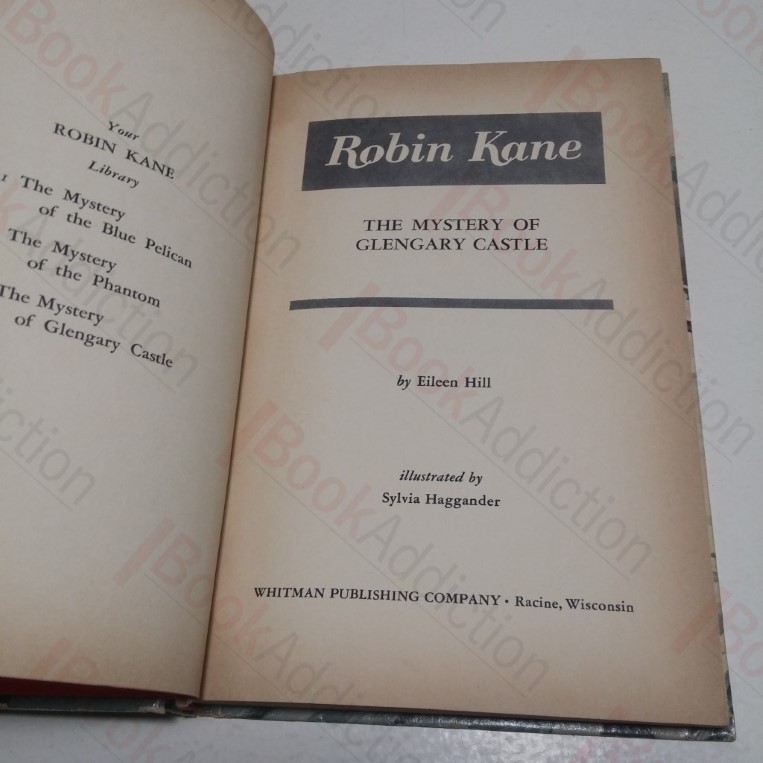 Your
ROBIN KANE
Library
1 The Mystery
of the Blue Pelican
The Mystery
of the Phantom
The Mystery
of Glengary Castle
Robin Kane
THE MYSTERY OF
GLENGARY CASTLE
by Eileen Hill
illustrated by
Sylvia Haggander
WHITMAN PUBLISHING COMPANY • Racine, Wisconsin
BookAddiction